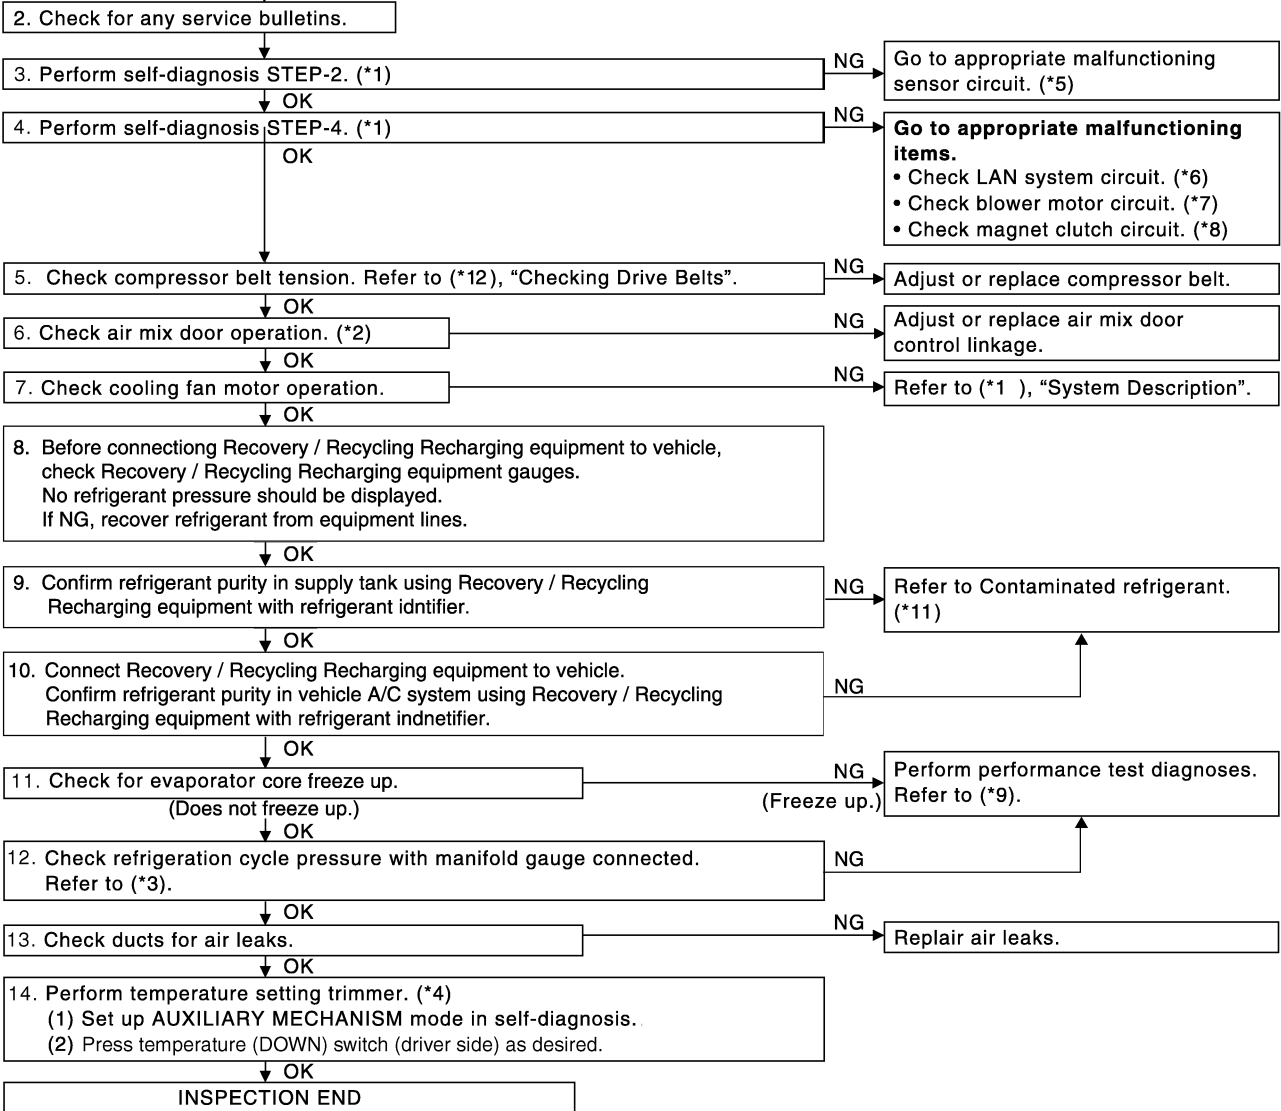 2. Check for any service bulletins.
3. Perform self-diagnosis STEP-2. (*1)
NG
Go to appropriate malfunctioning
sensor circuit. (*5)
OK
4. Perform self-diagnosis STEP-4. (*1)
NG
Go to appropriate malfunctioning
items.
• Check LAN system circuit. (*6)
• Check blower motor circuit. (*7)
• Check magnet clutch circuit. (*8)
OK
5. Check compressor belt tension. Refer to (*12), “Checking Drive Belts”.
NG
Adjust or replace compressor belt.
OK
6. Check air mix door operation. (*2)
NG
Adjust or replace air mix door
control linkage.
OK
7. Check cooling fan motor operation.
NG
Refer to (*1 ), “System Description”.
OK
8. Before connectiong Recovery / Recycling Recharging equipment to vehicle,
check Recovery / Recycling Recharging equipment gauges.
No refrigerant pressure should be displayed.
If NG, recover refrigerant from equipment lines.
OK
9. Confirm refrigerant purity in supply tank using Recovery / Recycling
Recharging equipment with refrigerant idntifier.
NG
Refer to Contaminated refrigerant.
(*11)
OK
10. Connect Recovery / Recycling Recharging equipment to vehicle.
Confirm refrigerant purity in vehicle A/C system using Recovery / Recycling
Recharging equipment with refrigerant indnetifier.
NG
OK
11. Check for evaporator core freeze up.
NG
(Freeze up.)
Perform performance test diagnoses.
Refer to (*9).
(Does not freeze up.)
OK
12. Check refrigeration cycle pressure with manifold gauge connected.
Refer to (*3).
NG
OK
13. Check ducts for air leaks.
NG
Replair air leaks.
OK
14. Perform temperature setting trimmer. (*4)
(1) Set up AUXILIARY MECHANISM mode in self-diagnosis.
(2) Press temperature (DOWN) switch (driver side) as desired.
OK
INSPECTION END